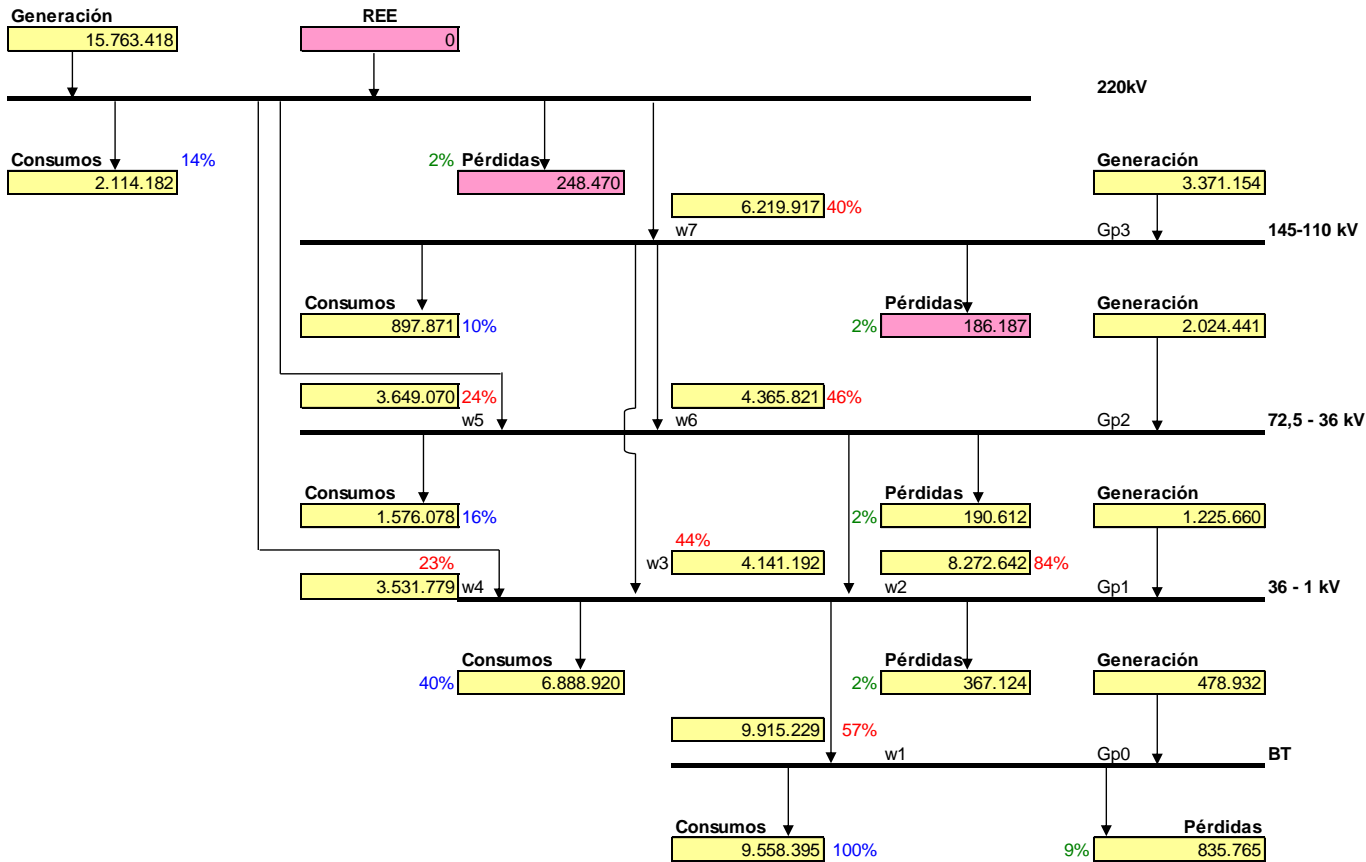 Generación REE
15.763.418 0
220kV
Consumos 14% 2% Pérdidas Generación
2.114.182 248.470 3.371.154
6.219.917 40%
w7 Gp3 145-110 kV
Consumos Pérdidas Generación
897.871 10% 2% 186.187 2.024.441
3.649.070 24% 4.365.821 46%
w5 w6 Gp2 72,5 - 36 kV
Consumos Pérdidas Generación
1.576.078 16% 2% 190.612 1.225.660
44%
23% w3 4.141.192 8.272.642 84%
3.531.779 w4 w2 Gp1 36 - 1 kV
Consumos Pérdidas Generación
40% 6.888.920 2% 367.124 478.932
9.915.229 57%
w1 Gp0 BT
Consumos Pérdidas
9.558.395 100% 9% 835.765